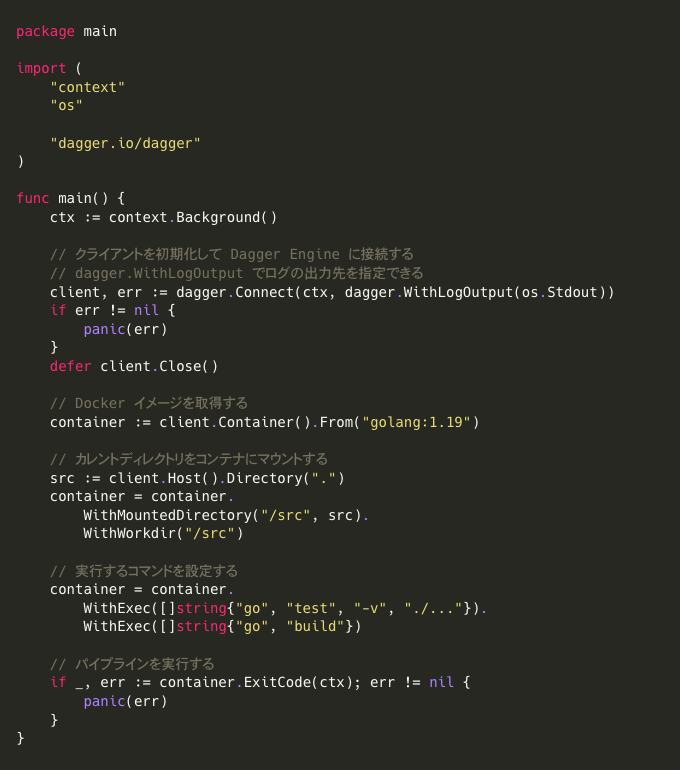 package main

import (
    "context"
    "os"

    "dagger.io/dagger"
)

func main() {
    ctx := context.Background()

    // クライアントを初期化して Dagger Engine に接続する
    // dagger.WithLogOutput でログの出力先を指定できる
    client, err := dagger.Connect(ctx, dagger.WithLogOutput(os.Stdout))
    if err != nil {
        panic(err)
    }
    defer client.Close()

    // Docker イメージを取得する
    container := client.Container().From("golang:1.19")

    // カレントディレクトリをコンテナにマウントする
    src := client.Host().Directory(".")
    container = container.
        WithMountedDirectory("/src", src).
        WithWorkdir("/src")

    // 実行するコマンドを設定する
    container = container.
        WithExec([]string{"go", "test", "-v", "./..."}).
        WithExec([]string{"go", "build"})

    // パイプラインを実行する
    if _, err := container.ExitCode(ctx); err != nil {
        panic(err)
    }
}